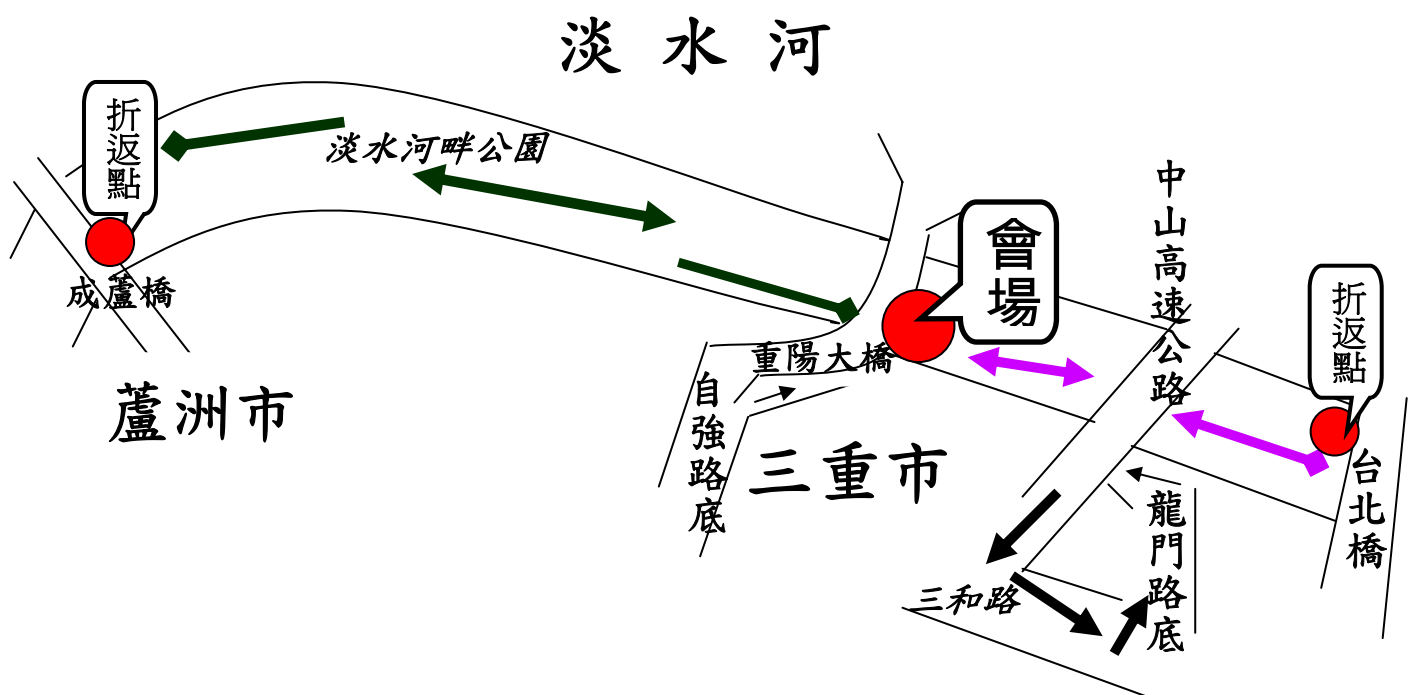 淡水河
折返點
淡水河畔公園
中山高速公路
會場
折返點
成蘆橋
重陽大橋
自強路底
蘆洲市
三重市
台北橋
龍門路底
三和路